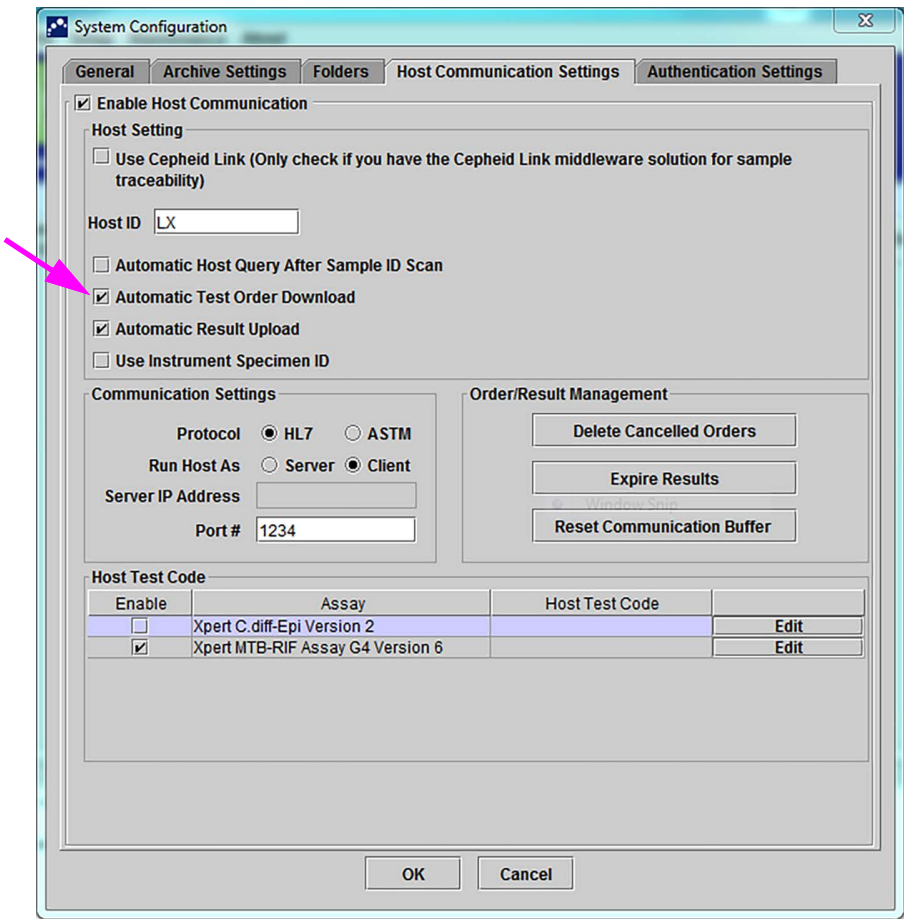 System Configuration
General Archive Settings Folders Host Communication Settings Authentication Settings
Enable Host Communication
Host Setting
Use Cepheid Link (Only check if you have the Cepheid Link middleware solution for sample
traceability)
Host ID LX
Automatic Host Query After Sample ID Scan
Automatic Test Order Download
Automatic Result Upload
Use Instrument Specimen ID
Communication Settings
Protocol HL7 ASTM
Run Host As Server Client
Server IP Address
Port # 1234
Order/Result Management
Delete Cancelled Orders
Expire Results
Window Snip
Reset Communication Buffer
Host Test Code
Enable Assay Host Test Code
Xpert C.diff-Epi Version 2 Edit
Xpert MTB-RIF Assay G4 Version 6 Edit
OK Cancel